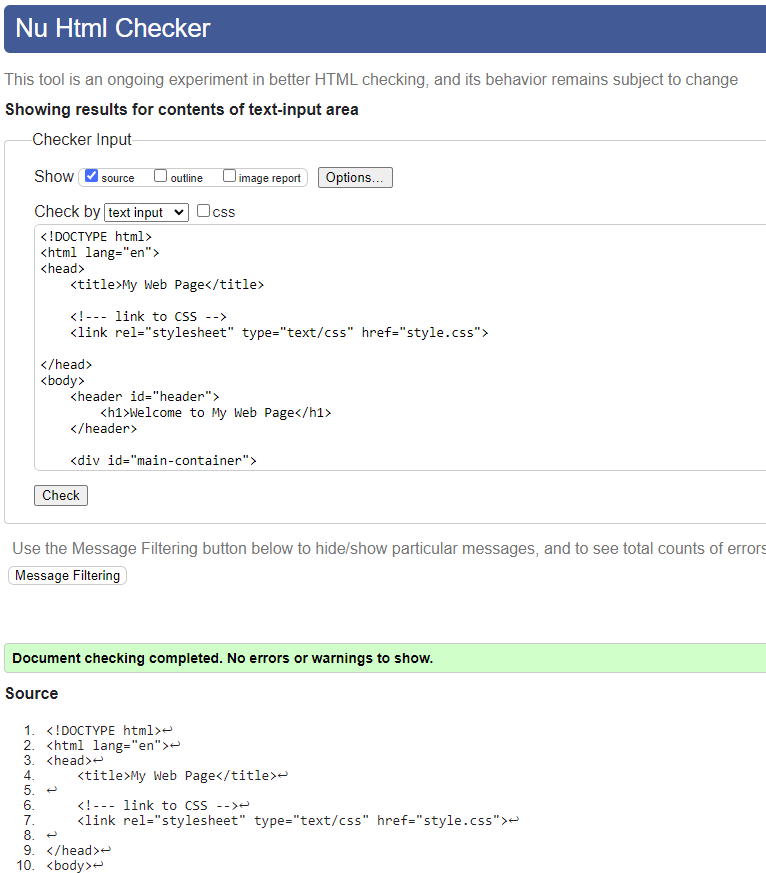 Nu Html Checker
This tool is an ongoing experiment in better HTML checking, and its behavior remains subject to change
Showing results for contents of text-input area
Checker Input
Show source outline image report Options...
Check by text input css
<!DOCTYPE html>
<html lang="en">
<head>
    <title>My Web Page</title>

    <!--- link to CSS -->
    <link rel="stylesheet" type="text/css" href="style.css">

</head>
<body>
    <header id="header">
        <h1>Welcome to My Web Page</h1>
    </header>

    <div id="main-container">
Check
Use the Message Filtering button below to hide/show particular messages, and to see total counts of errors
Message Filtering
Document checking completed. No errors or warnings to show.
Source
1. <!DOCTYPE html>↩
2. <html lang="en">↩
3. <head>↩
4.     <title>My Web Page</title>↩
5. ↩
6.     <!--- link to CSS -->↩
7.     <link rel="stylesheet" type="text/css" href="style.css">↩
8. ↩
9. </head>↩
10. <body>↩